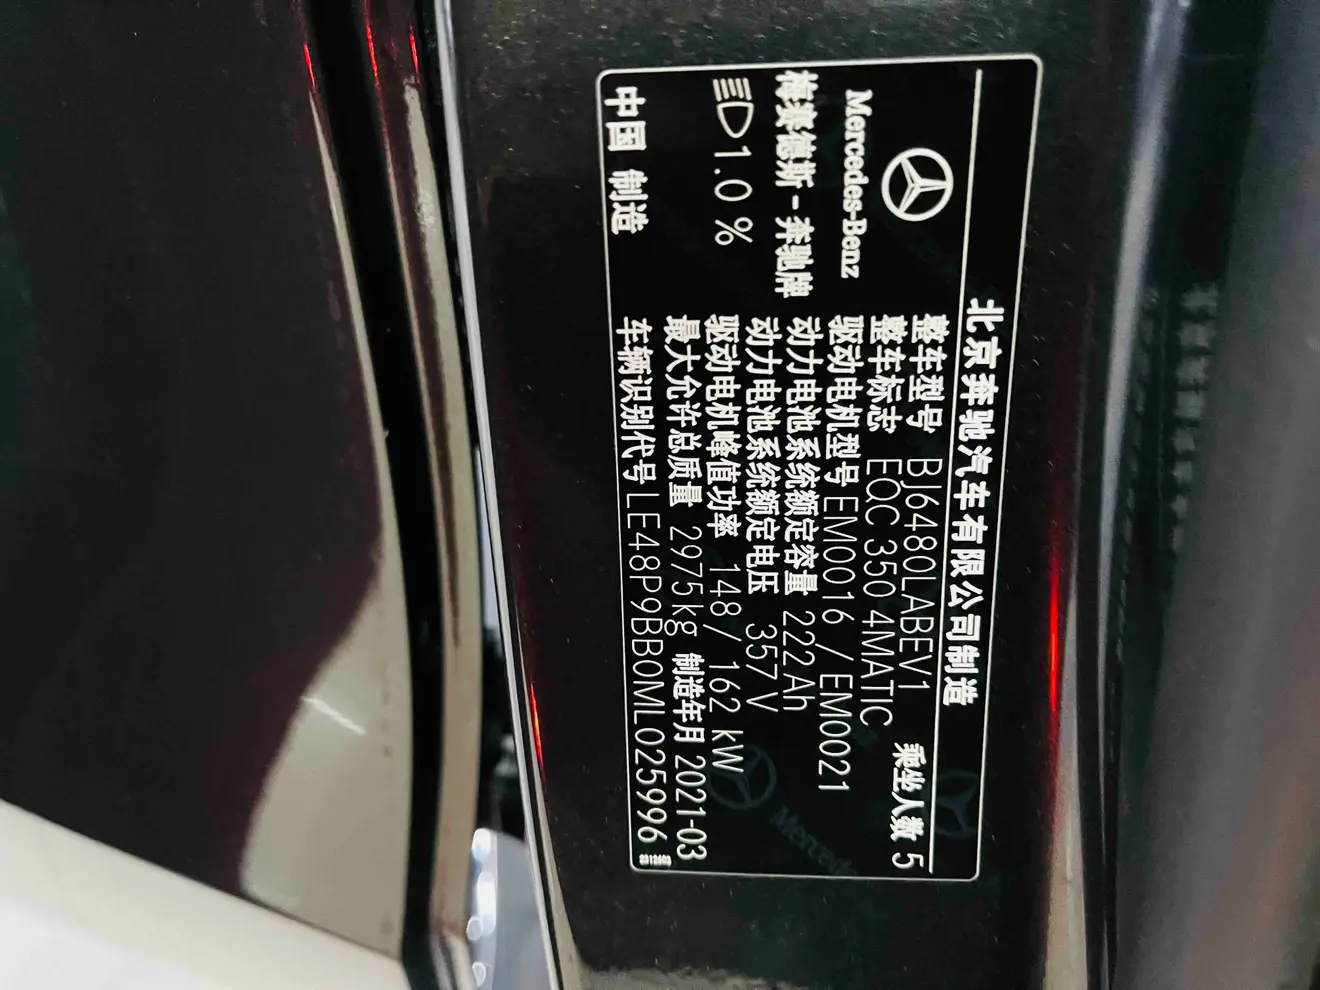 北京奔驰汽车有限公司制造
Mercedes-Benz
梅赛德斯-奔驰牌
1.0 %
中国 制造
整车型号 BJ6480LABEV1 乘坐人数 5
整车标志 EQC 350 4MATIC
驱动电机型号 EM0016 / EM0021
动力电池系统额定容量 222Ah
动力电池系统额定电压 357V
驱动电机峰值功率 148 / 162 kW
最大允许总质量 2975kg 制造年月 2021-03
车辆识别代号 LE48P9BB0ML025996